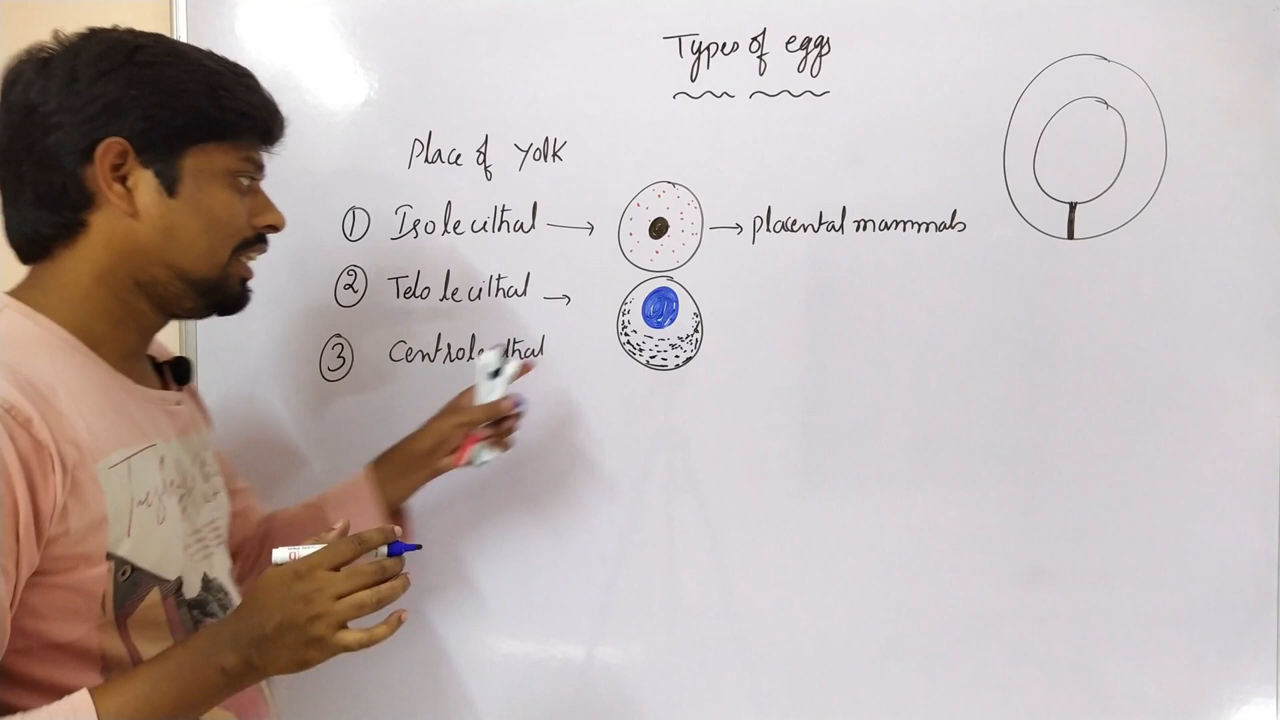 Types of eggs
Place of Yolk
1 Isolecithal → → placental mammals
2 Telolecithal →
3 Centrolecithal